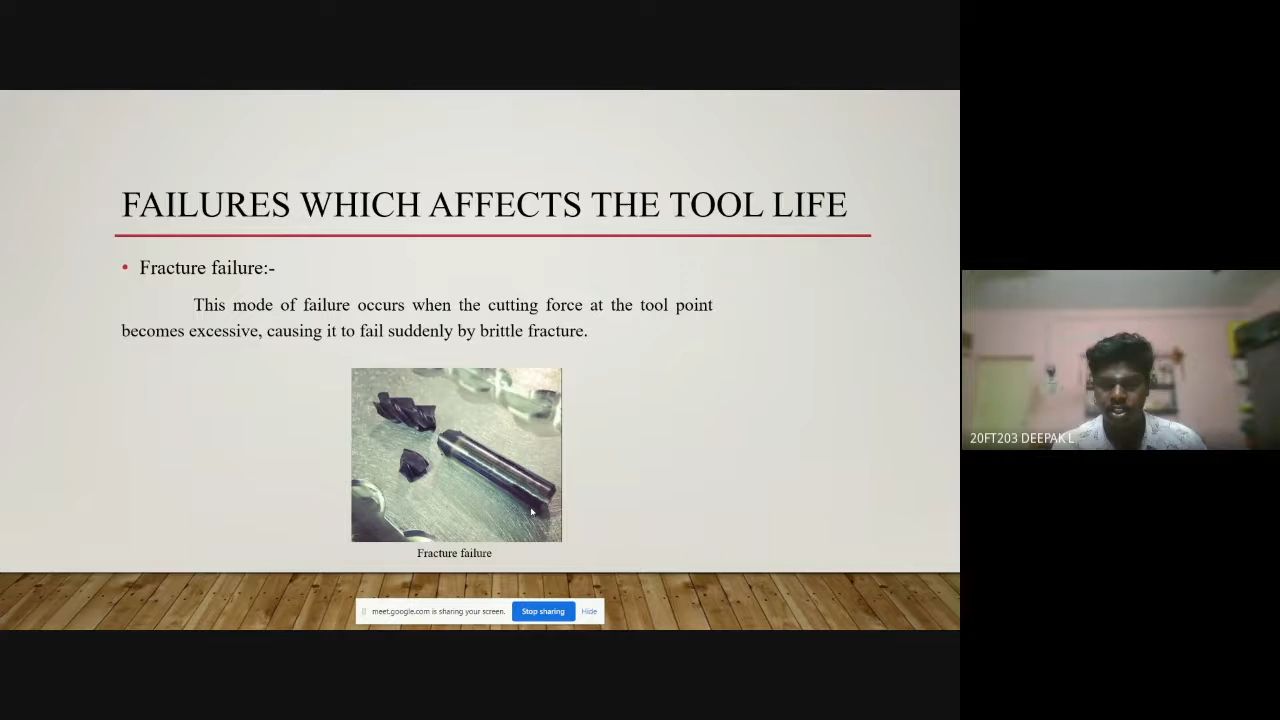 FAILURES WHICH AFFECTS THE TOOL LIFE
• Fracture failure:-
This mode of failure occurs when the cutting force at the tool point
becomes excessive, causing it to fail suddenly by brittle fracture.
Fracture failure
meet.google.com is sharing your screen. Stop sharing Hide
20FT203 DEEPAK L